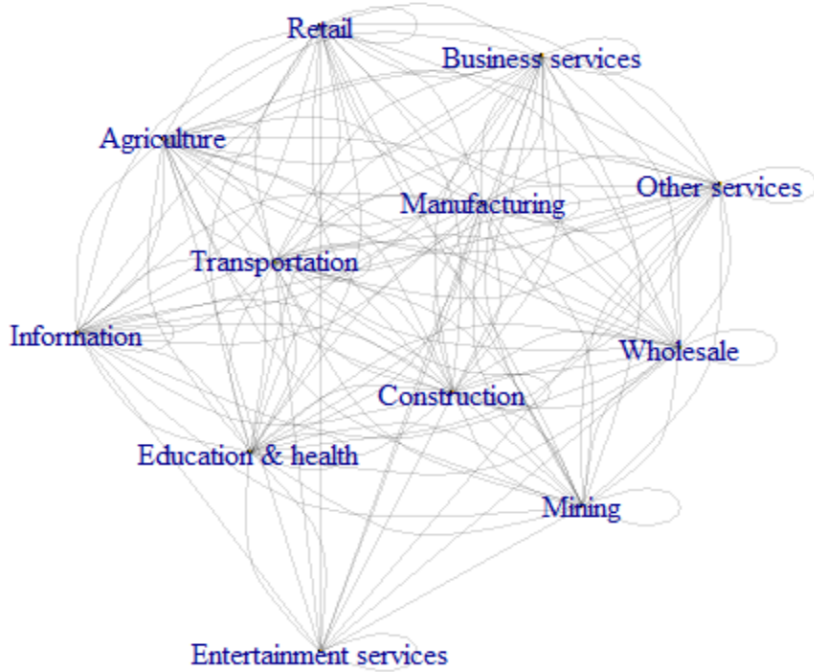 Retail
Business services
Agriculture
Other services
Manufacturing
Transportation
Information
Wholesale
Construction
Education & health
Mining
Entertainment services